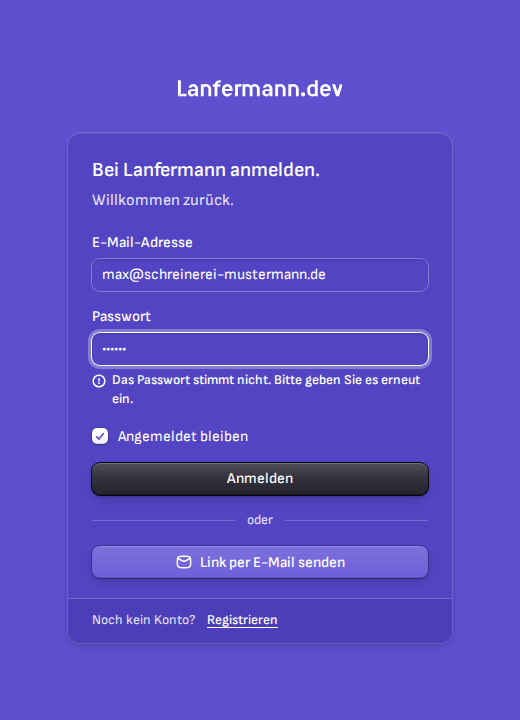 Lanfermann.dev
Bei Lanfermann anmelden.
Willkommen zurück.
E-Mail-Adresse
max@schreinerei-mustermann.de
Passwort
••••••
Das Passwort stimmt nicht. Bitte geben Sie es erneut
ein.
Angemeldet bleiben
Anmelden
oder
Link per E-Mail senden
Noch kein Konto? Registrieren